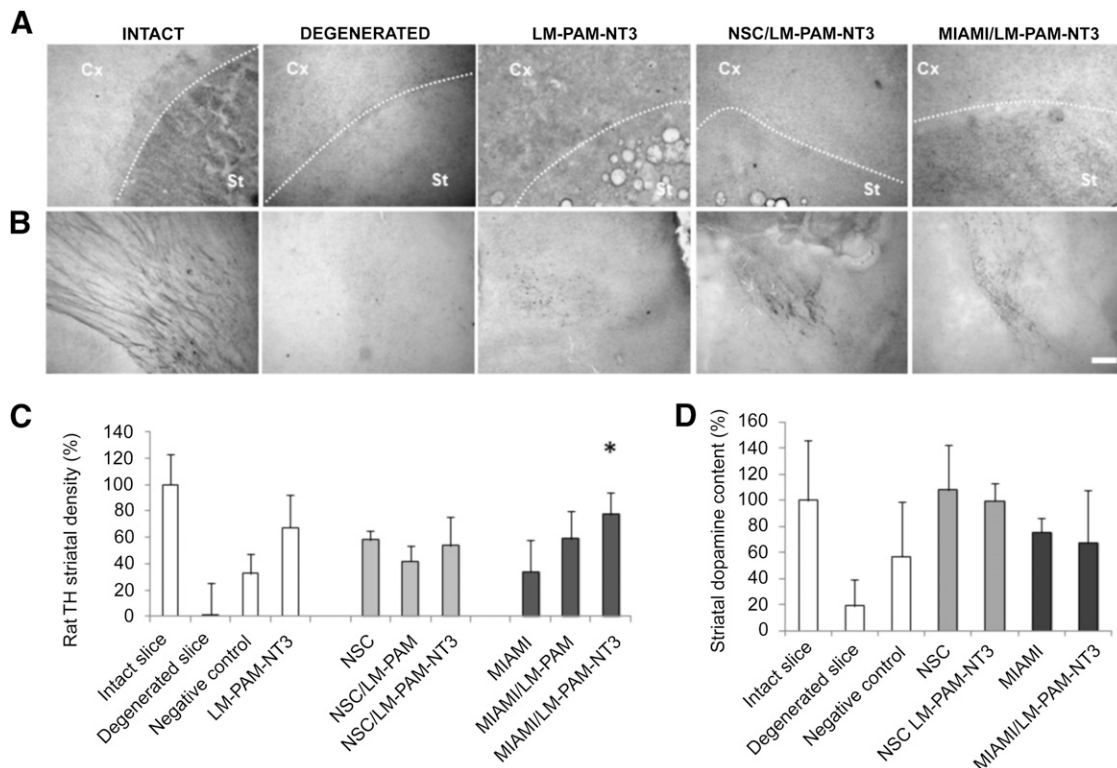 A
INTACT
DEGENERATED
LM-PAM-NT3
NSC/LM-PAM-NT3
MIAMI/LM-PAM-NT3
Cx
St
Cx
St
Cx
St
Cx
St
Cx
St
B
C
Rat TH striatal density (%)
140
120
100
80
60
40
20
0
*
Intact slice
Degenerated slice
Negative control
LM-PAM-NT3
NSC
NSC/LM-PAM
NSC/LM-PAM-NT3
MIAMI
MIAMI/LM-PAM
MIAMI/LM-PAM-NT3
D
Striatal dopamine content (%)
160
140
120
100
80
60
40
20
0
Intact slice
Degenerated slice
Negative control
NSC
NSC LM-PAM-NT3
MIAMI
MIAMI/LM-PAM-NT3